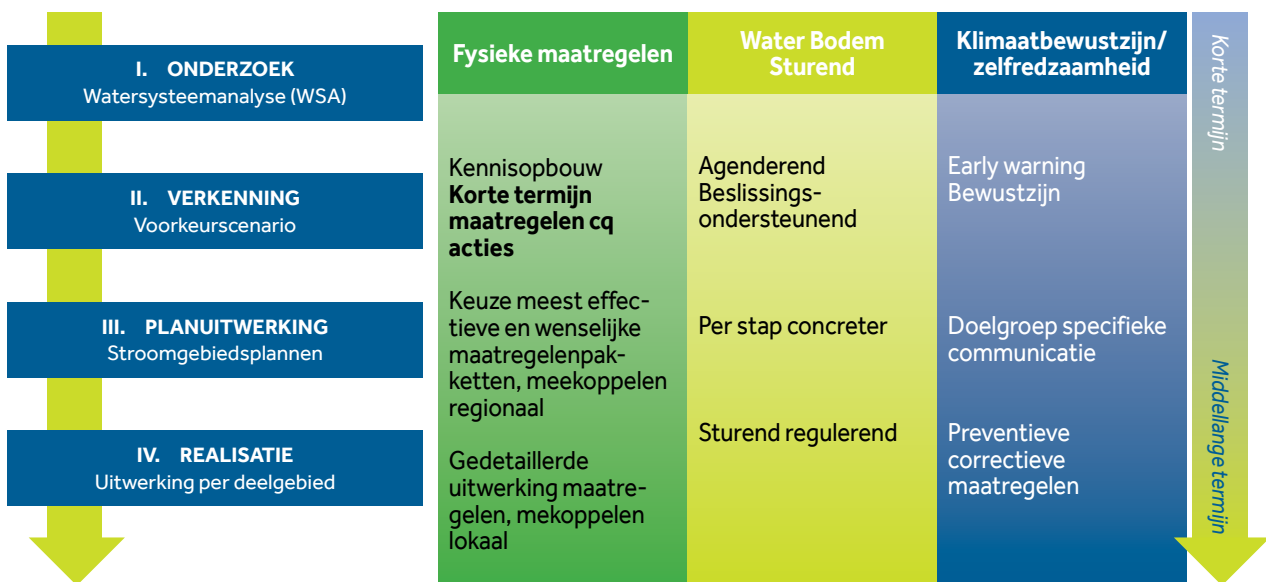 I. ONDERZOEK
Watersysteemanalyse (WSA)
II. VERKENNING
Voorkeurscenario
III. PLANUITWERKING
Stroomgebiedsplannen
IV. REALISATIE
Uitwerking per deelgebied
Fysieke maatregelen
Kennisopbouw
Korte termijn
maatregelen cq
acties
Keuze meest effec-
tieve en wenselijke
maatregelenpak-
ketten, meekoppelen
regionaal
Gedetaillerde
uitwerking maatre-
gelen, mekoppelen
lokaal
Water Bodem
Sturend
Agenderend
Beslissings-
ondersteunend
Per stap concreter
Sturend regulerend
Klimaatbewustzijn/
zelfredzaamheid
Early warning
Bewustzijn
Doelgroep specifieke
communicatie
Preventieve
correctieve
maatregelen
Korte termijn
Middellange termijn